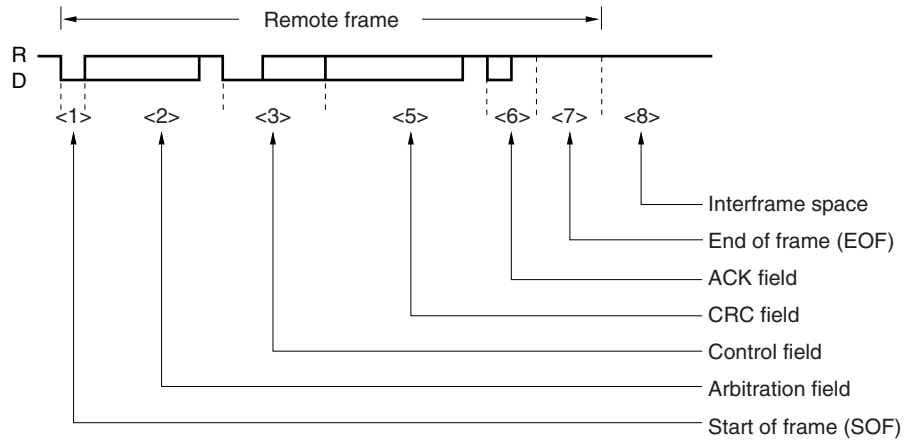 Remote frame
R
D
<1> <2> <3> <5> <6> <7> <8>
Interframe space
End of frame (EOF)
ACK field
CRC field
Control field
Arbitration field
Start of frame (SOF)